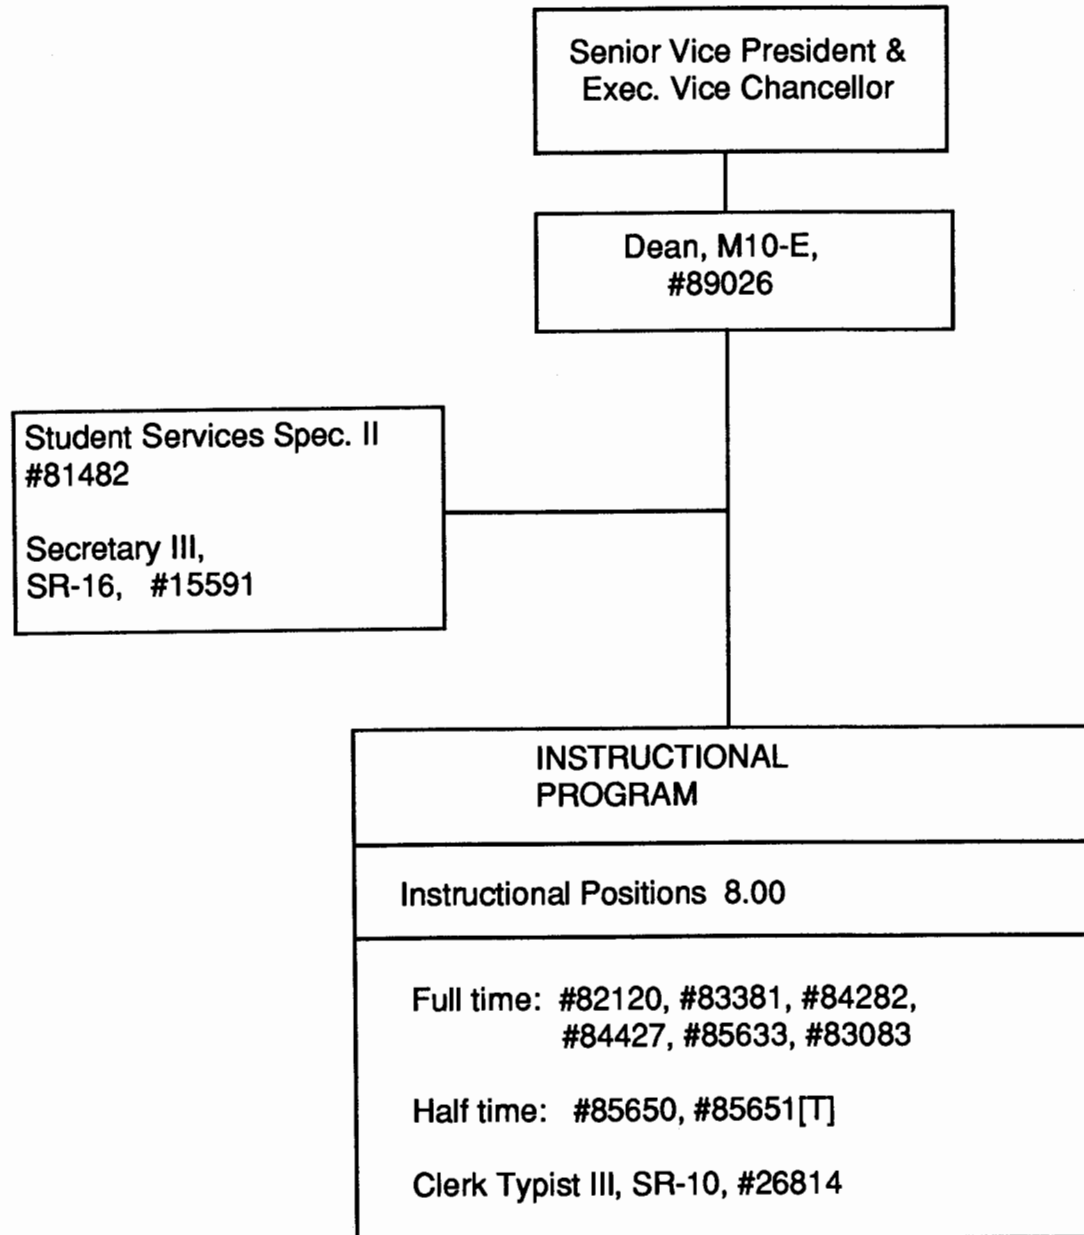 Senior Vice President &
Exec. Vice Chancellor
Dean, M10-E,
#89026
Student Services Spec. II
#81482
Secretary III,
SR-16, #15591
INSTRUCTIONAL
PROGRAM
Instructional Positions 8.00
Full time: #82120, #83381, #84282,
#84427, #85633, #83083
Half time: #85650, #85651[T]
Clerk Typist III, SR-10, #26814